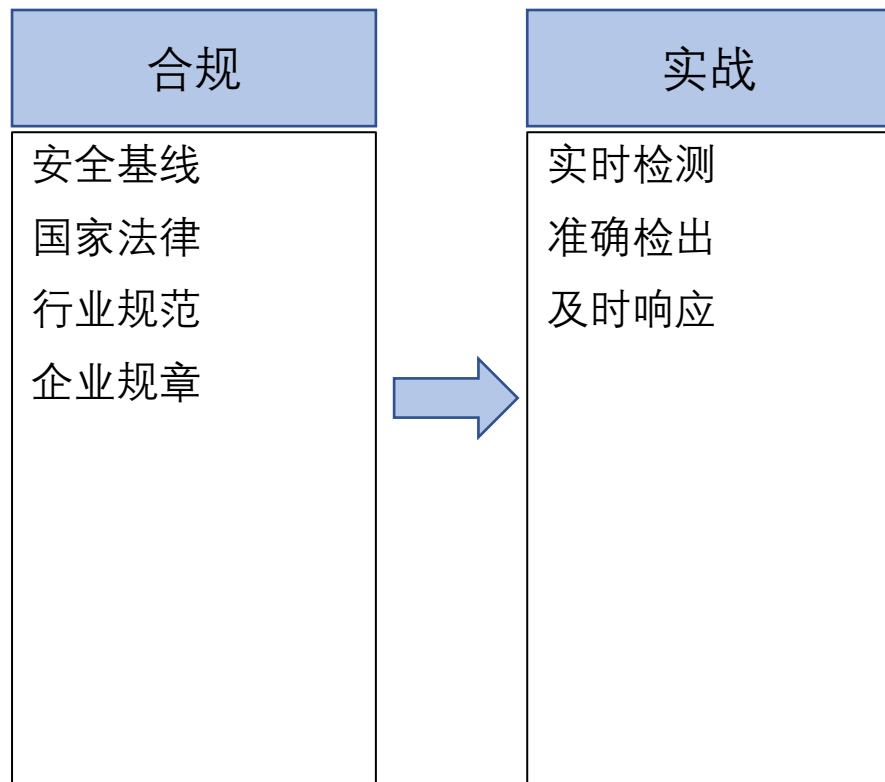 合规
安全基线
国家法律
行业规范
企业规章
实战
实时检测
准确检出
及时响应